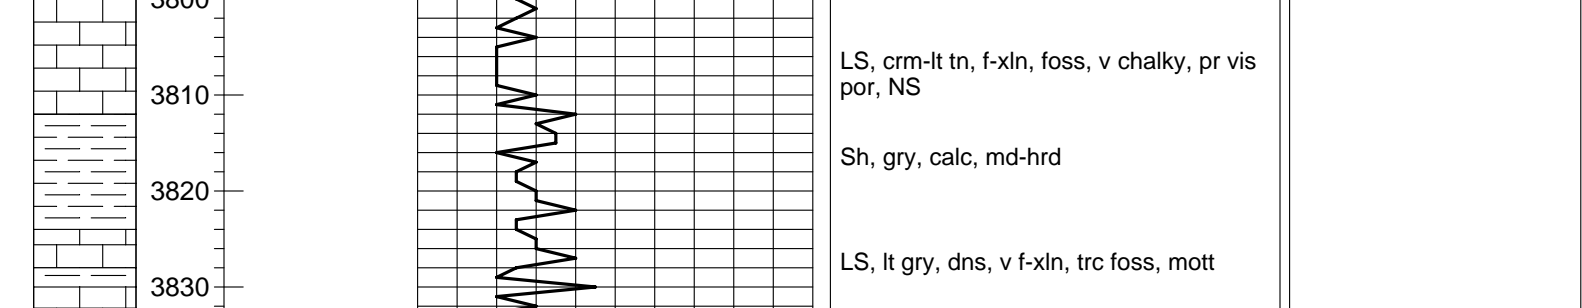 3800
LS, crm-lt tn, f-xln, foss, v chalky, pr vis
por, NS
3810
Sh, gry, calc, md-hrd
3820
LS, lt gry, dns, v f-xln, trc foss, mott
3830